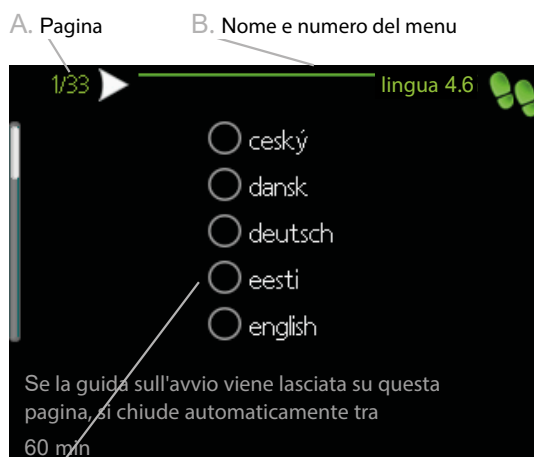 A. Pagina B. Nome e numero del menu
1/33 lingua 4.6
ceský
dansk
deutsch
eesti
english
Se la guida sull'avvio viene lasciata su questa
pagina, si chiude automaticamente tra
60 min